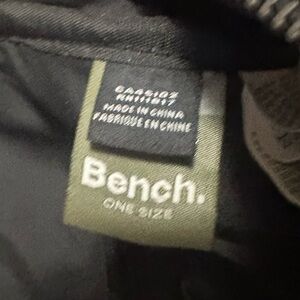 MADE IN CHINA
FABRIQUE EN CHINE
Bench.
ONE SIZE